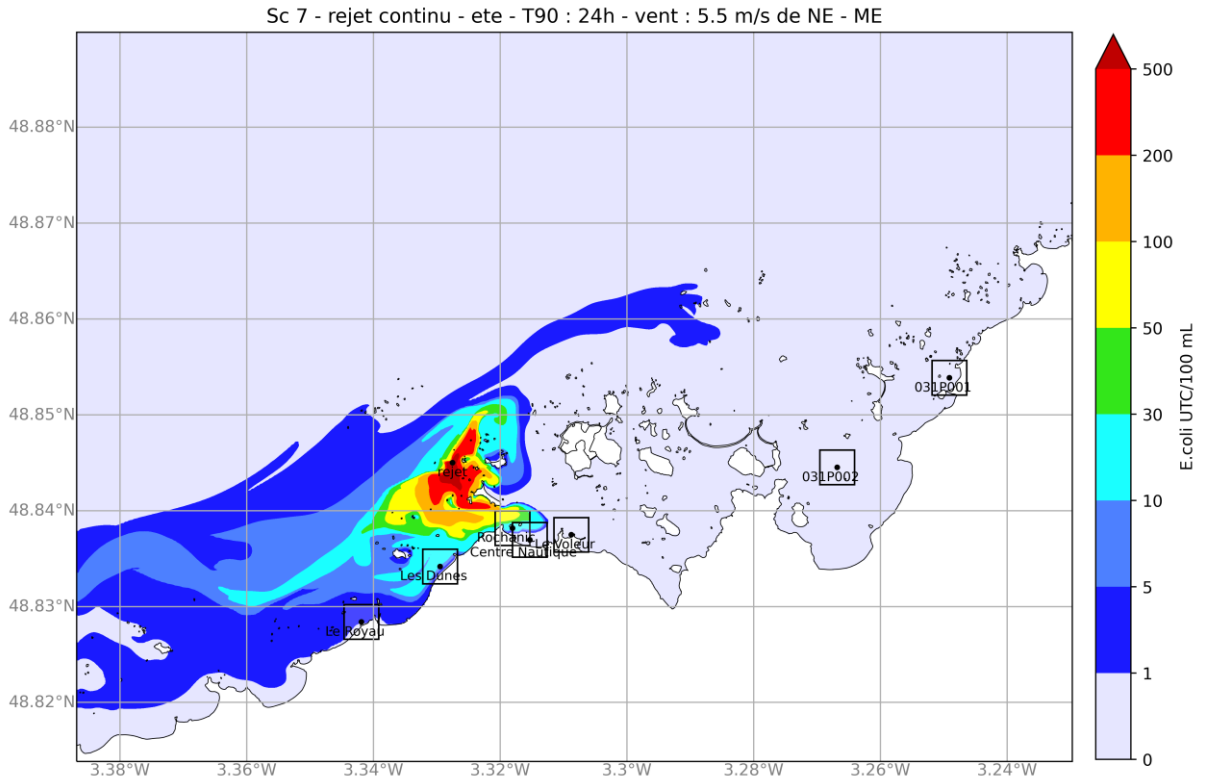 Sc 7 - rejet continu - ete - T90 : 24h - vent : 5.5 m/s de NE - ME
48.88°N
48.87°N
48.86°N
48.85°N
48.84°N
48.83°N
48.82°N
3.38°W
3.36°W
3.34°W
3.32°W
3.3°W
3.28°W
3.26°W
3.24°W
031P001
031P002
rejet
Rochanic
Le Voleur
Centre Nautique
Les Dunes
Le Royau
500
200
100
50
30
10
5
1
0
E.coli UTC/100 mL